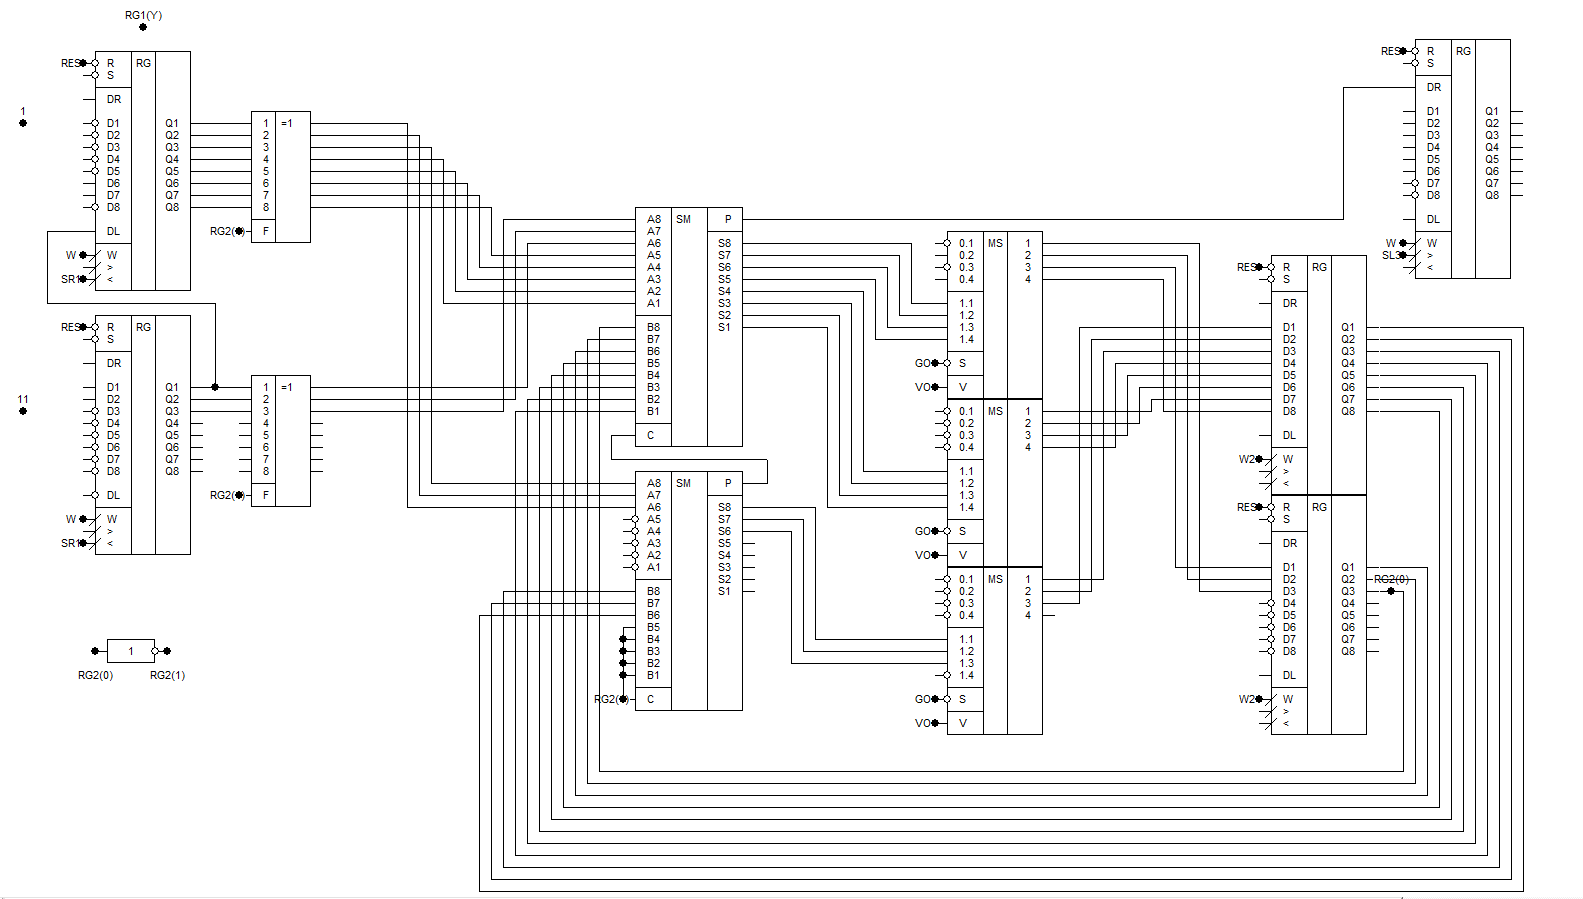 RG1(Y)
1
11
RES R RG
S
DR
D1 Q1
D2 Q2
D3 Q3
D4 Q4
D5 Q5
D6 Q6
D7 Q7
D8 Q8
DL
W W
>
SR1 <
1 =1
2
3
4
5
6
7
8
RG2( F
RES R RG
S
DR
D1 Q1
D2 Q2
D3 Q3
D4 Q4
D5 Q5
D6 Q6
D7 Q7
D8 Q8
DL
W W
>
SR1 <
1 =1
2
3
4
5
6
7
8
RG2( F
1
RG2(0) RG2(1)
A8 SM P
A7
A6 S8
A5 S7
A4 S6
A3 S5
A2 S4
A1 S3
S2
B8 S1
B7
B6
B5
B4
B3
B2
B1
C
A8 SM P
A7
A6 S8
A5 S7
A4 S6
A3 S5
A2 S4
A1 S3
S2
B8 S1
B7
B6
B5
B4
B3
B2
B1
RG2( ) C
0.1 MS 1
0.2 2
0.3 3
0.4 4
1.1
1.2
1.3
1.4
GO S
VO V
0.1 MS 1
0.2 2
0.3 3
0.4 4
1.1
1.2
1.3
1.4
GO S
VO V
0.1 MS 1
0.2 2
0.3 3
0.4 4
1.1
1.2
1.3
1.4
GO S
VO V
RES R RG
S
DR
D1 Q1
D2 Q2
D3 Q3
D4 Q4
D5 Q5
D6 Q6
D7 Q7
D8 Q8
DL
W W
SL3 >
<
RES R RG
S
DR
D1 Q1
D2 Q2
D3 Q3
D4 Q4
D5 Q5
D6 Q6
D7 Q7
D8 Q8
DL
W2 W
>
<
RES R RG
S
DR
D1 Q1
D2 Q2 RG2(0)
D3 Q3
D4 Q4
D5 Q5
D6 Q6
D7 Q7
D8 Q8
DL
W2 W
>
<